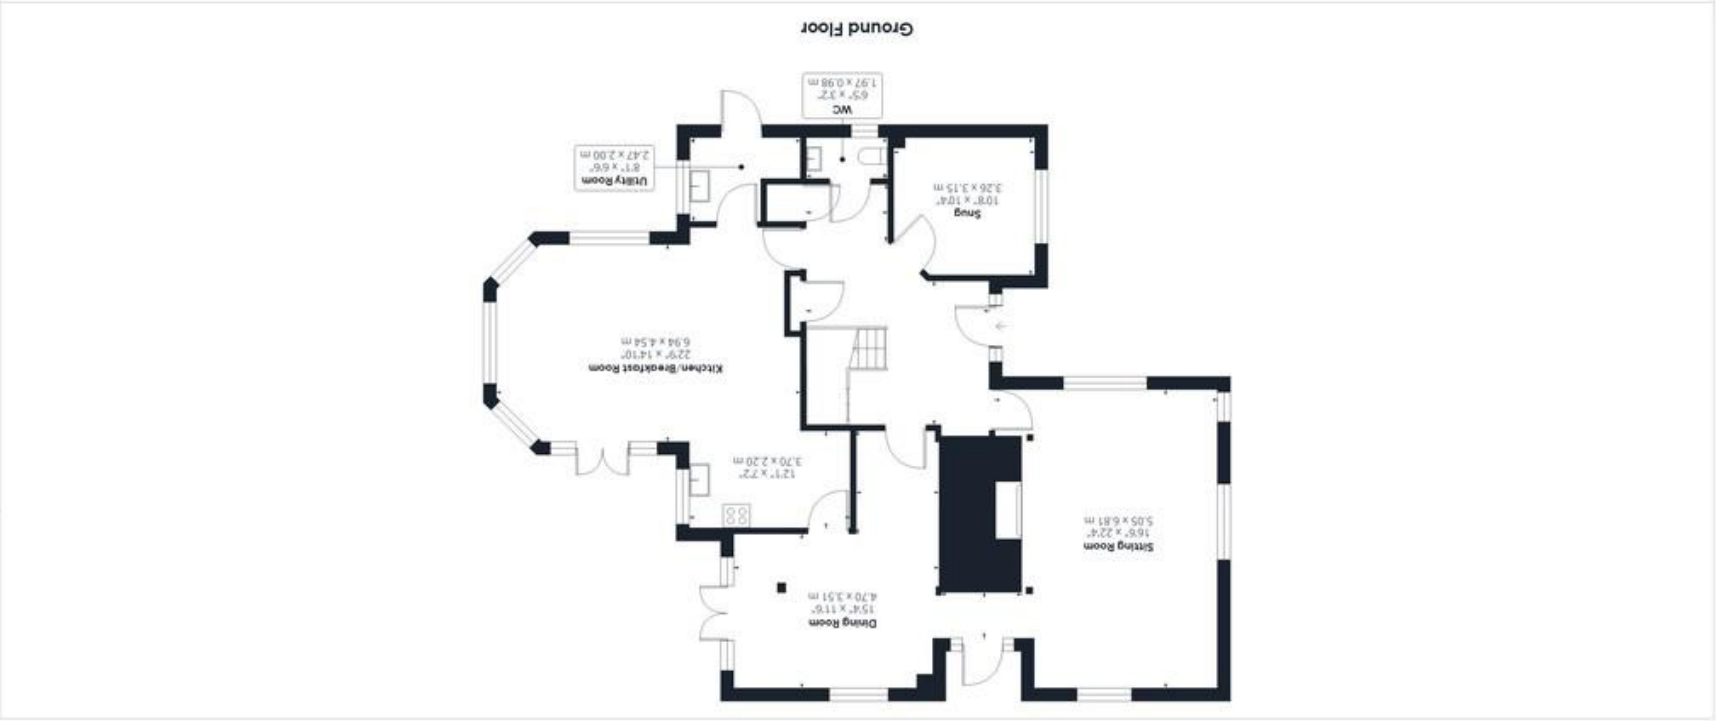 Dining Room
15'4" x 11'6"
4.70 x 3.51 m
Sitting Room
16'6" x 22'4"
5.05 x 6.81 m
12'1" x 7'2"
3.70 x 2.20 m
Kitchen/Breakfast Room
22'9" x 14'10"
6.94 x 4.54 m
Snug
10'8" x 10'4"
3.26 x 3.15 m
Utility Room
8'1" x 6'6"
2.47 x 2.00 m
WC
6'5" x 3'2"
1.97 x 0.98 m
Ground Floor